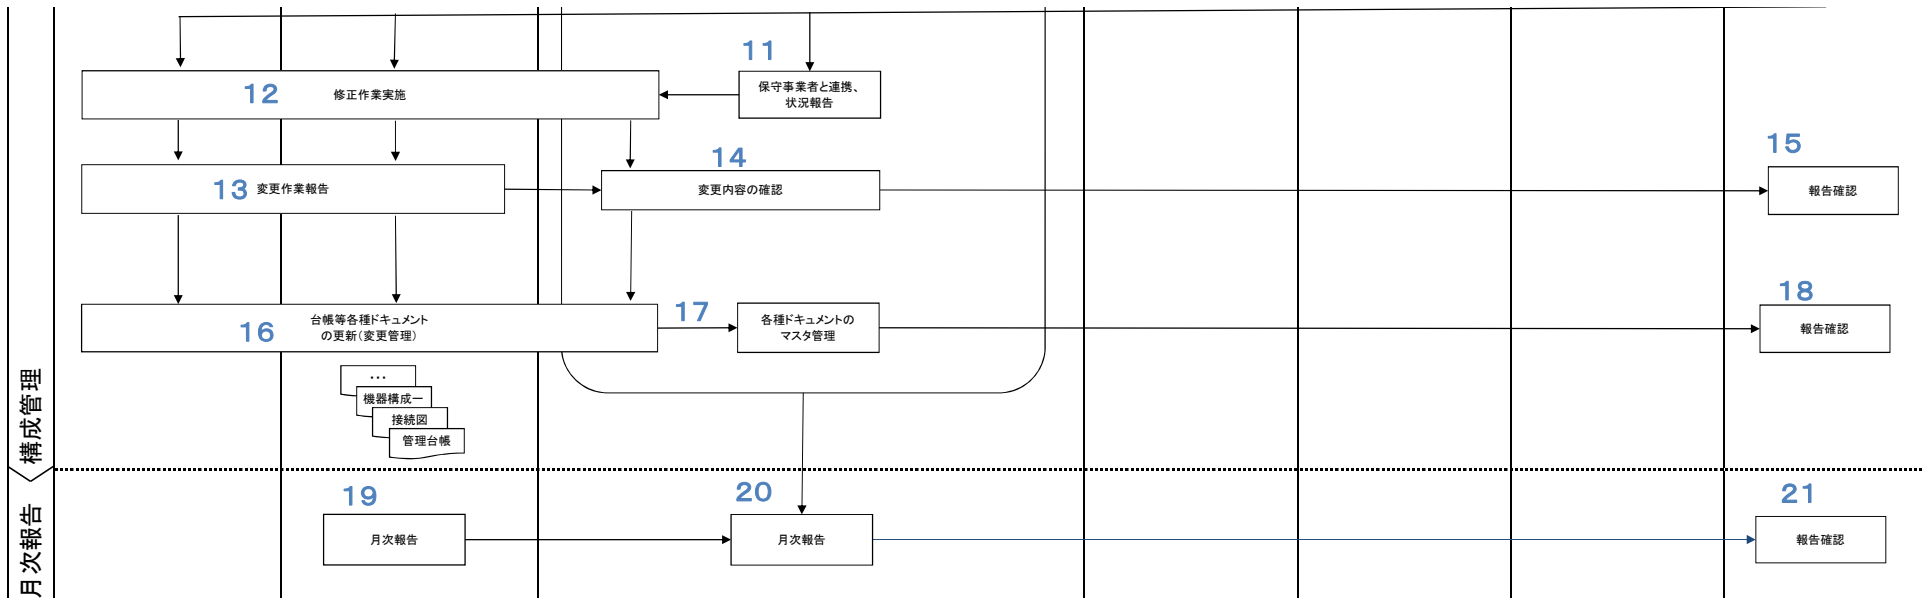 11
保守事業者と連携、
状況報告
12
修正作業実施
13
変更作業報告
14
変更内容の確認
15
報告確認
16
台帳等各種ドキュメント
の更新（変更管理）
17
各種ドキュメントの
マスタ管理
18
報告確認
…
機器構成一
接続図
管理台帳
構成管理
19
月次報告
20
月次報告
21
報告確認
月次報告